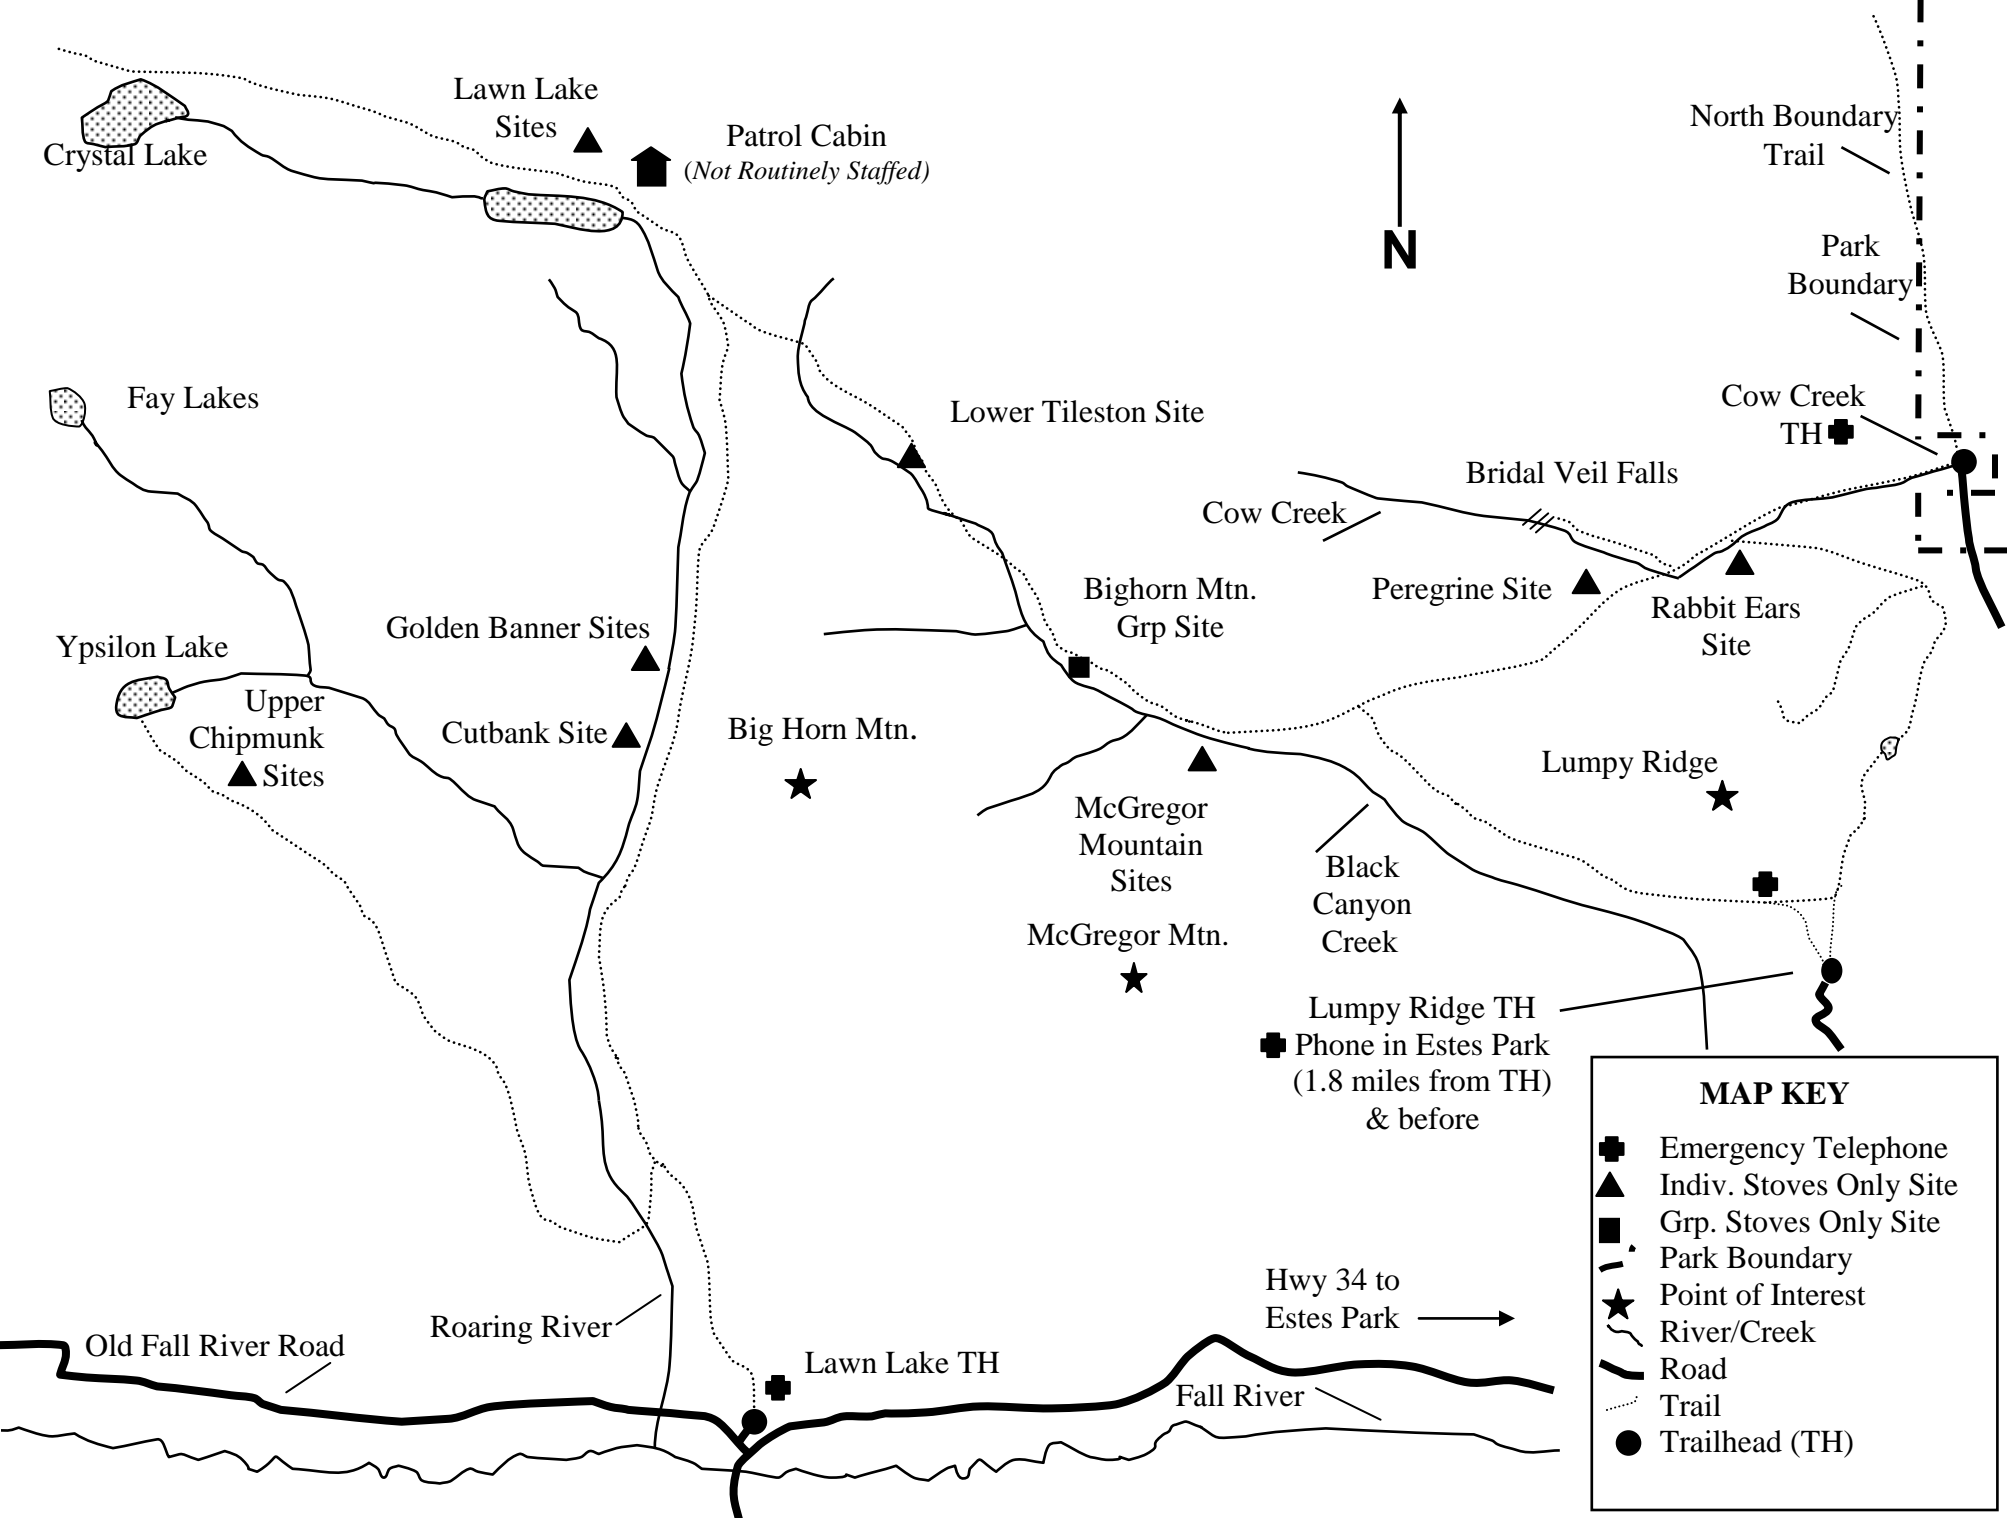 Lawn Lake
Sites
Patrol Cabin
(Not Routinely Staffed)
Crystal Lake
North Boundary
Trail
N
Park
Boundary
Fay Lakes
Lower Tileston Site
Cow Creek
TH
Bridal Veil Falls
Cow Creek
Bighorn Mtn.
Grp Site
Peregrine Site
Rabbit Ears
Site
Golden Banner Sites
Ypsilon Lake
Upper
Chipmunk
Sites
Cutbank Site
Big Horn Mtn.
Lumpy Ridge
McGregor
Mountain
Sites
Black
Canyon
Creek
McGregor Mtn.
Lumpy Ridge TH
Phone in Estes Park
(1.8 miles from TH)
& before
Hwy 34 to
Estes Park
Roaring River
Old Fall River Road
Lawn Lake TH
Fall River
MAP KEY
Emergency Telephone
Indiv. Stoves Only Site
Grp. Stoves Only Site
Park Boundary
Point of Interest
River/Creek
Road
Trail
Trailhead (TH)